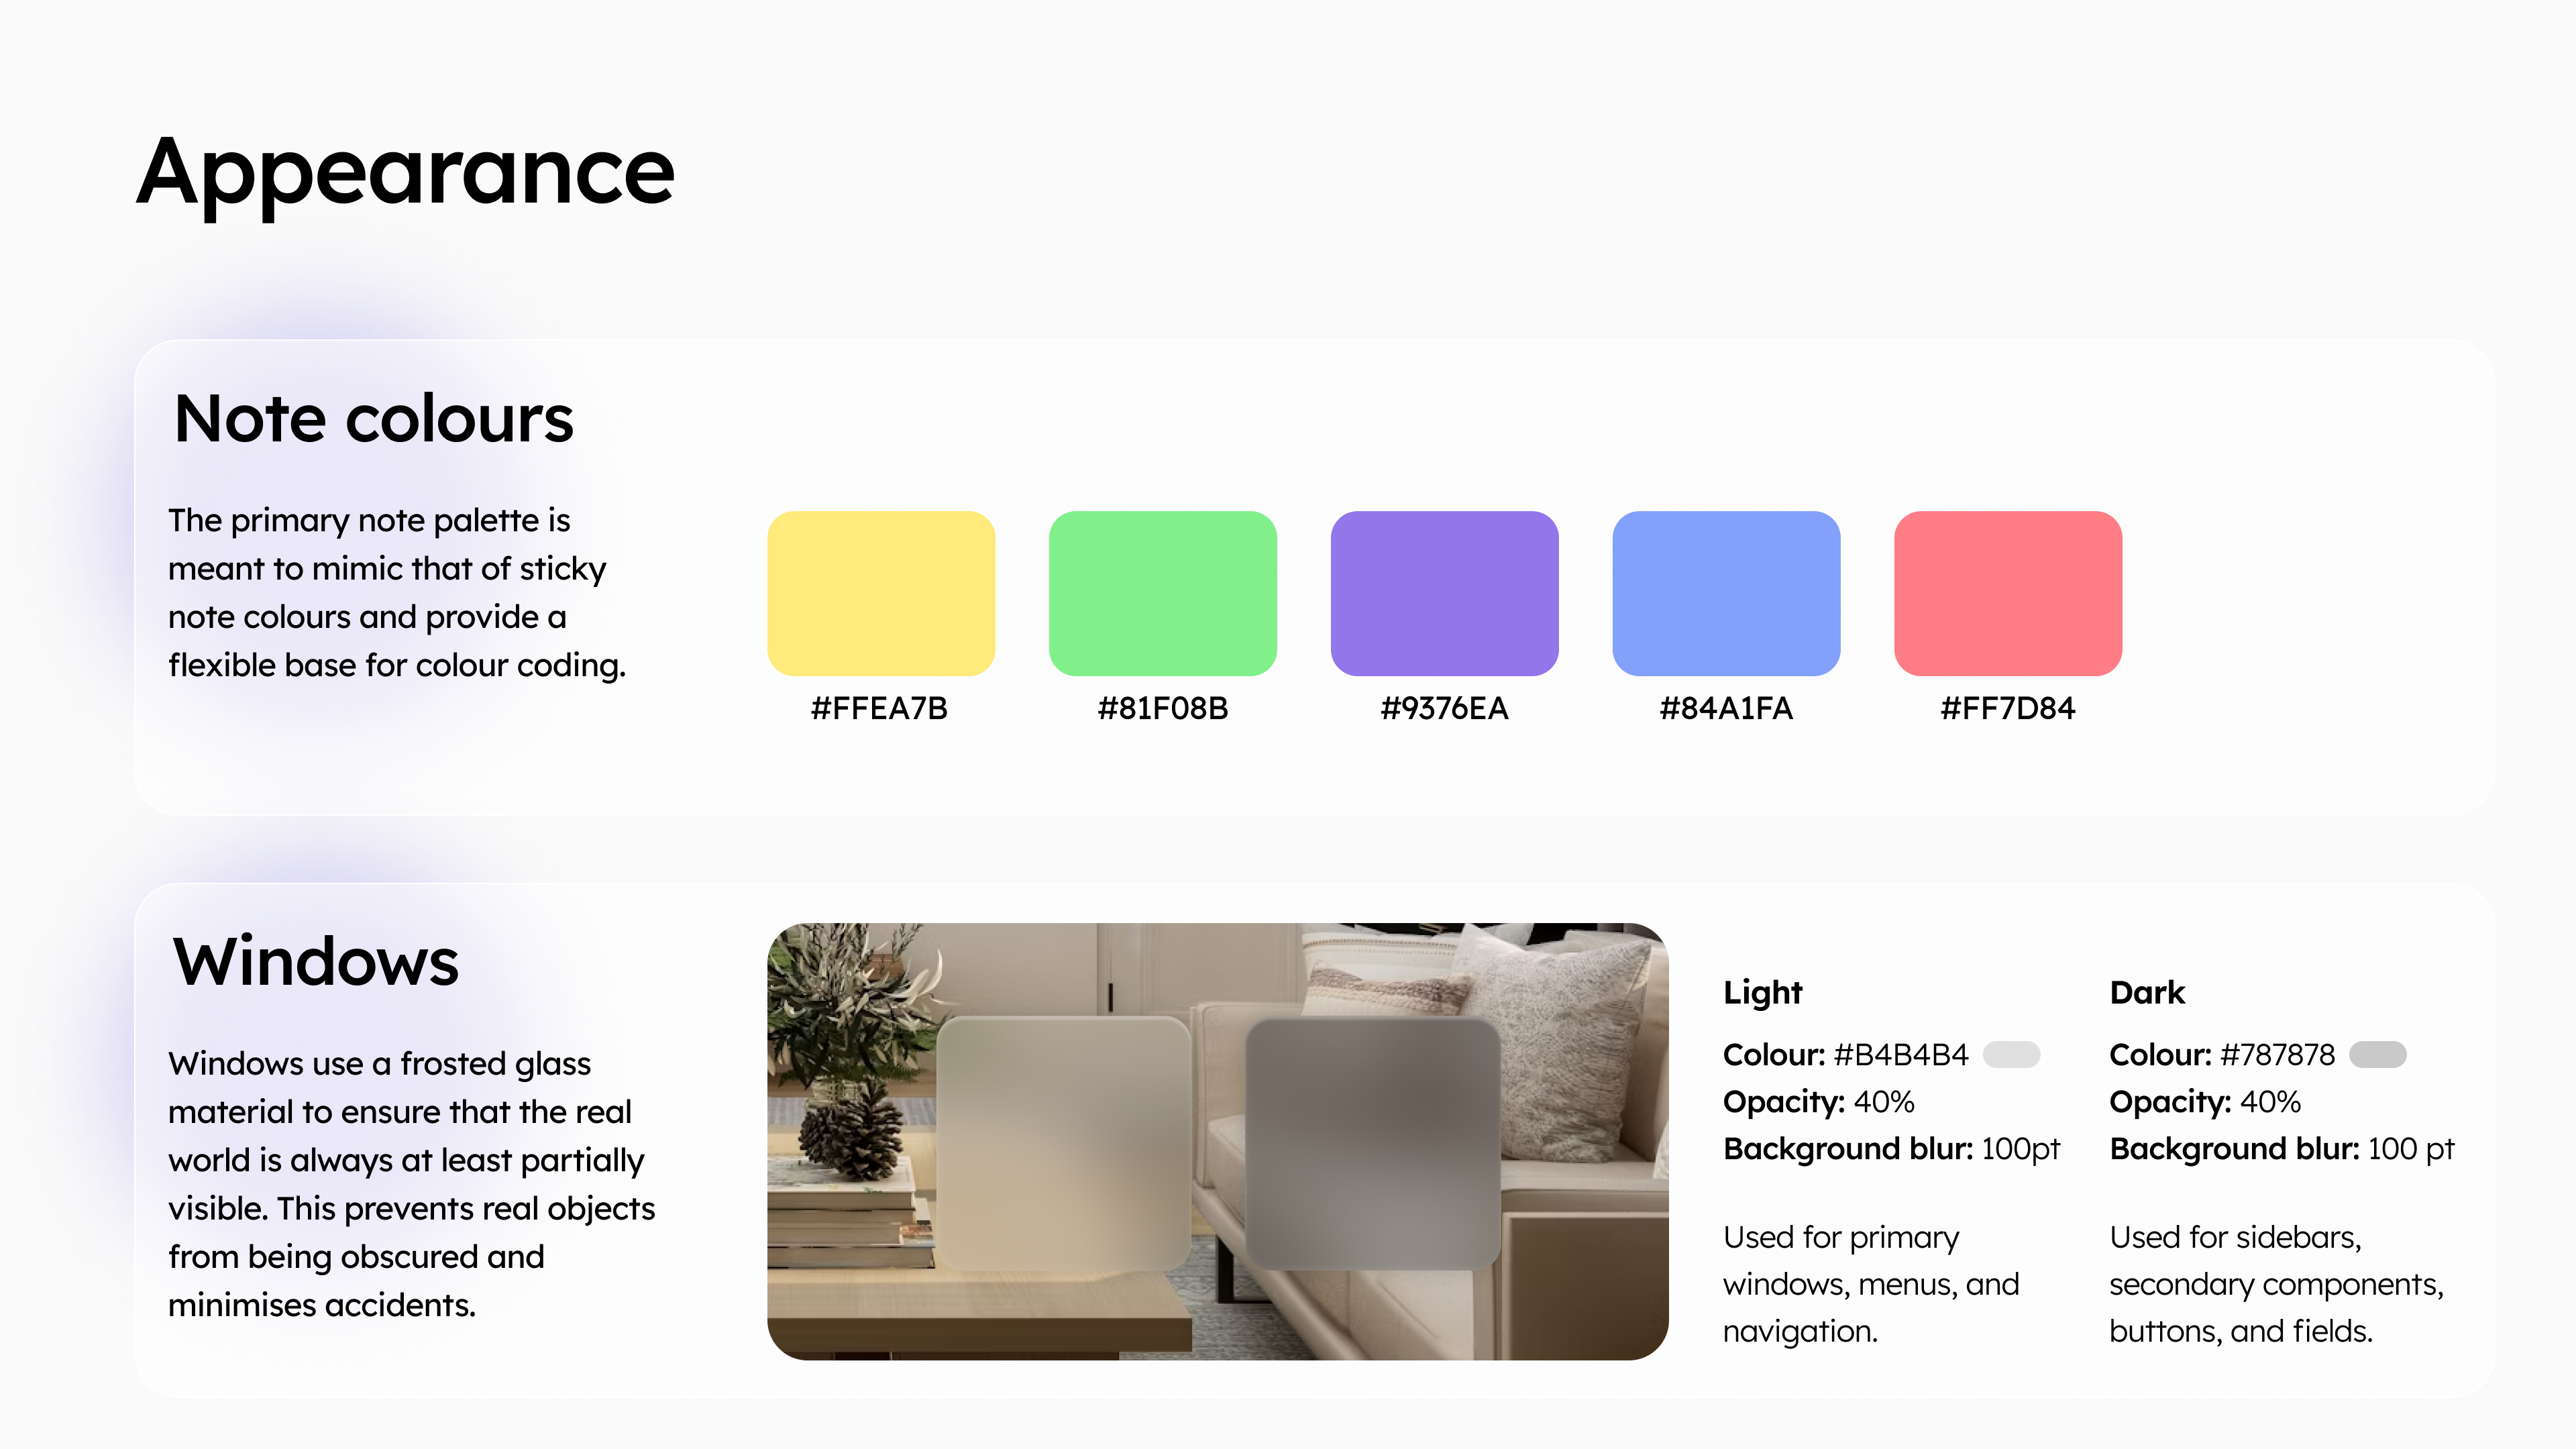 Appearance
Note colours
The primary note palette is
meant to mimic that of sticky
note colours and provide a
flexible base for colour coding.
#FFEA7B
#81F08B
#9376EA
#84A1FA
#FF7D84
Windows
Windows use a frosted glass
material to ensure that the real
world is always at least partially
visible. This prevents real objects
from being obscured and
minimises accidents.
Light
Colour: #B4B4B4
Opacity: 40%
Background blur: 100pt
Used for primary
windows, menus, and
navigation.
Dark
Colour: #787878
Opacity: 40%
Background blur: 100 pt
Used for sidebars,
secondary components,
buttons, and fields.